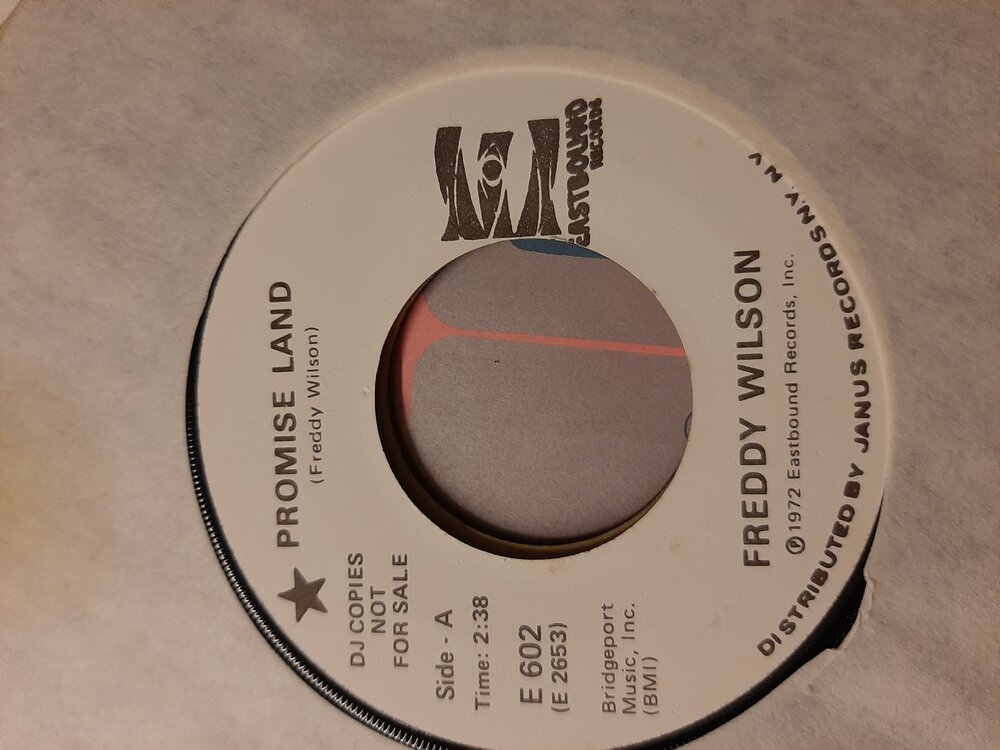 ★ PROMISE LAND
(Freddy Wilson)
DJ COPIES
NOT
FOR SALE
Side - A
Time: 2:38
E 602
(E 2653)
Bridgeport
Music, Inc.
(BMI)
EASTBOUND
RECORDS
FREDDY WILSON
℗1972 Eastbound Records, Inc.
DISTRIBUTED BY JANUS RECORDS N.Y. N.Y